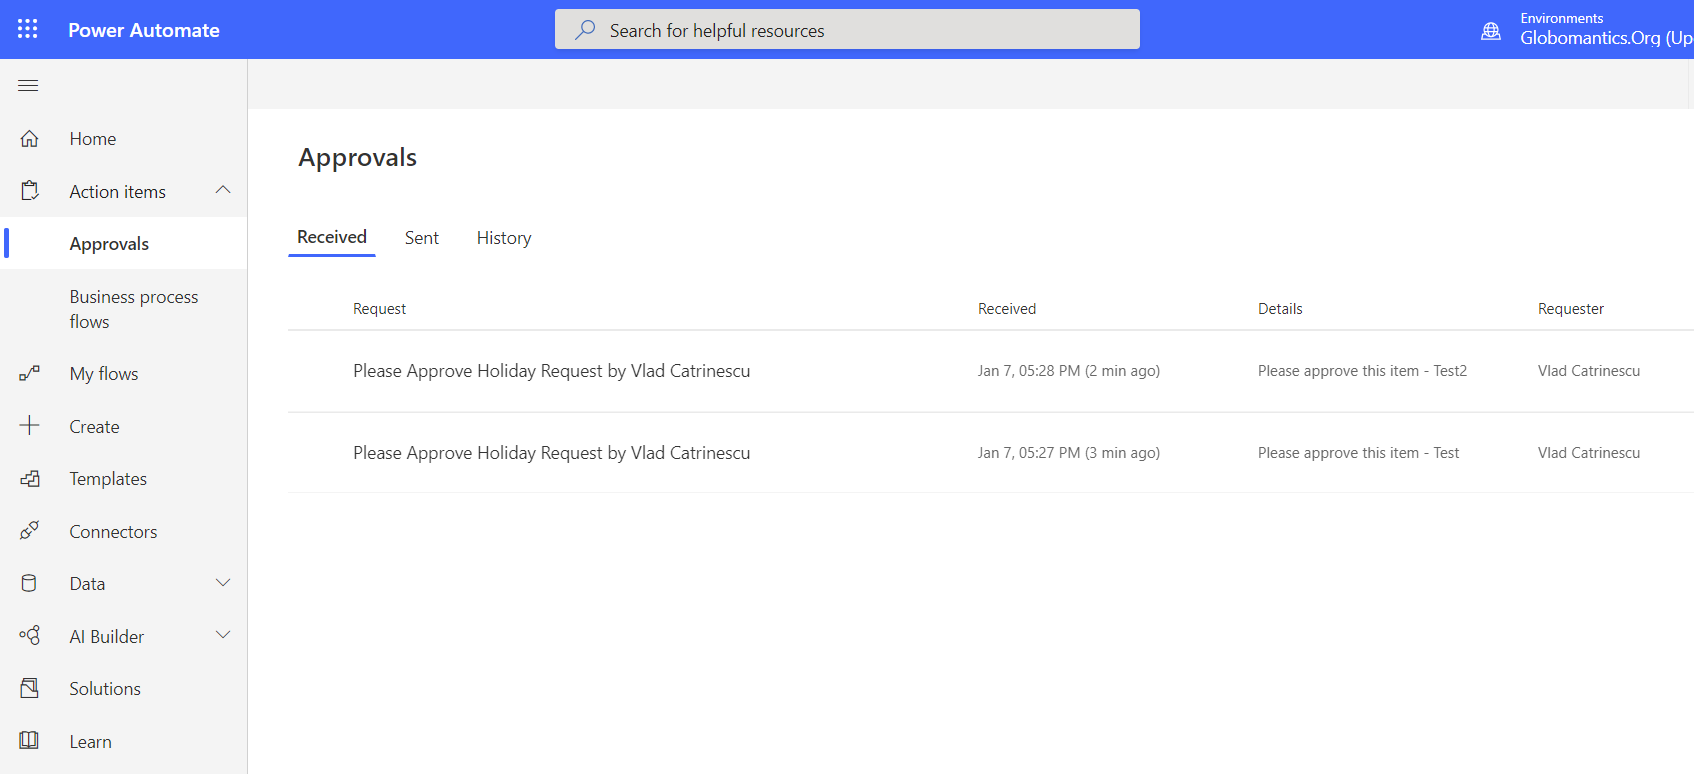 Power Automate
Search for helpful resources
Environments
Globomantics.Org (Up
Home
Action items
Approvals
Business process
flows
My flows
Create
Templates
Connectors
Data
AI Builder
Solutions
Learn
Approvals
Received Sent History
Request Received Details Requester
Please Approve Holiday Request by Vlad Catrinescu Jan 7, 05:28 PM (2 min ago) Please approve this item - Test2 Vlad Catrinescu
Please Approve Holiday Request by Vlad Catrinescu Jan 7, 05:27 PM (3 min ago) Please approve this item - Test Vlad Catrinescu